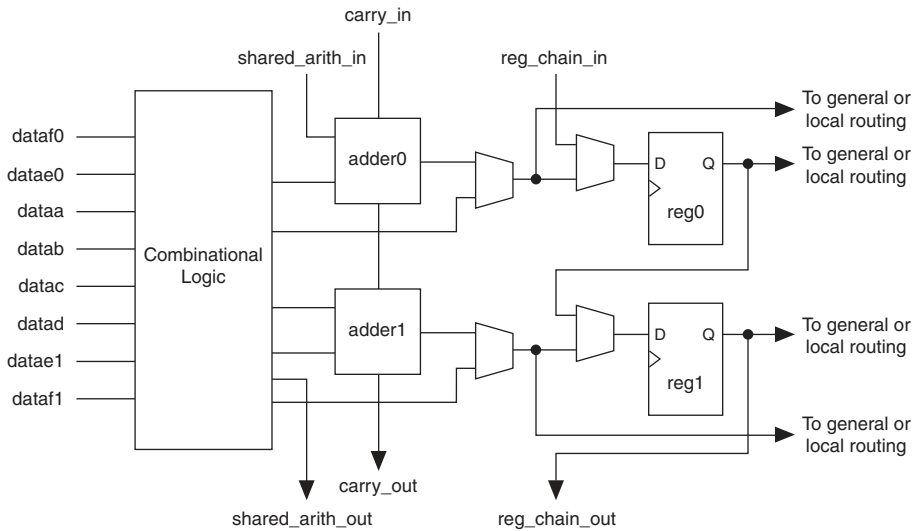 carry_in
shared_arith_in
reg_chain_in
To general or
local routing
dataf0
adder0
D Q
To general or
local routing
datae0
reg0
dataa
datab
Combinational
Logic
datac
datad
adder1
D Q
To general or
local routing
datae1
reg1
dataf1
To general or
local routing
carry_out
shared_arith_out
reg_chain_out